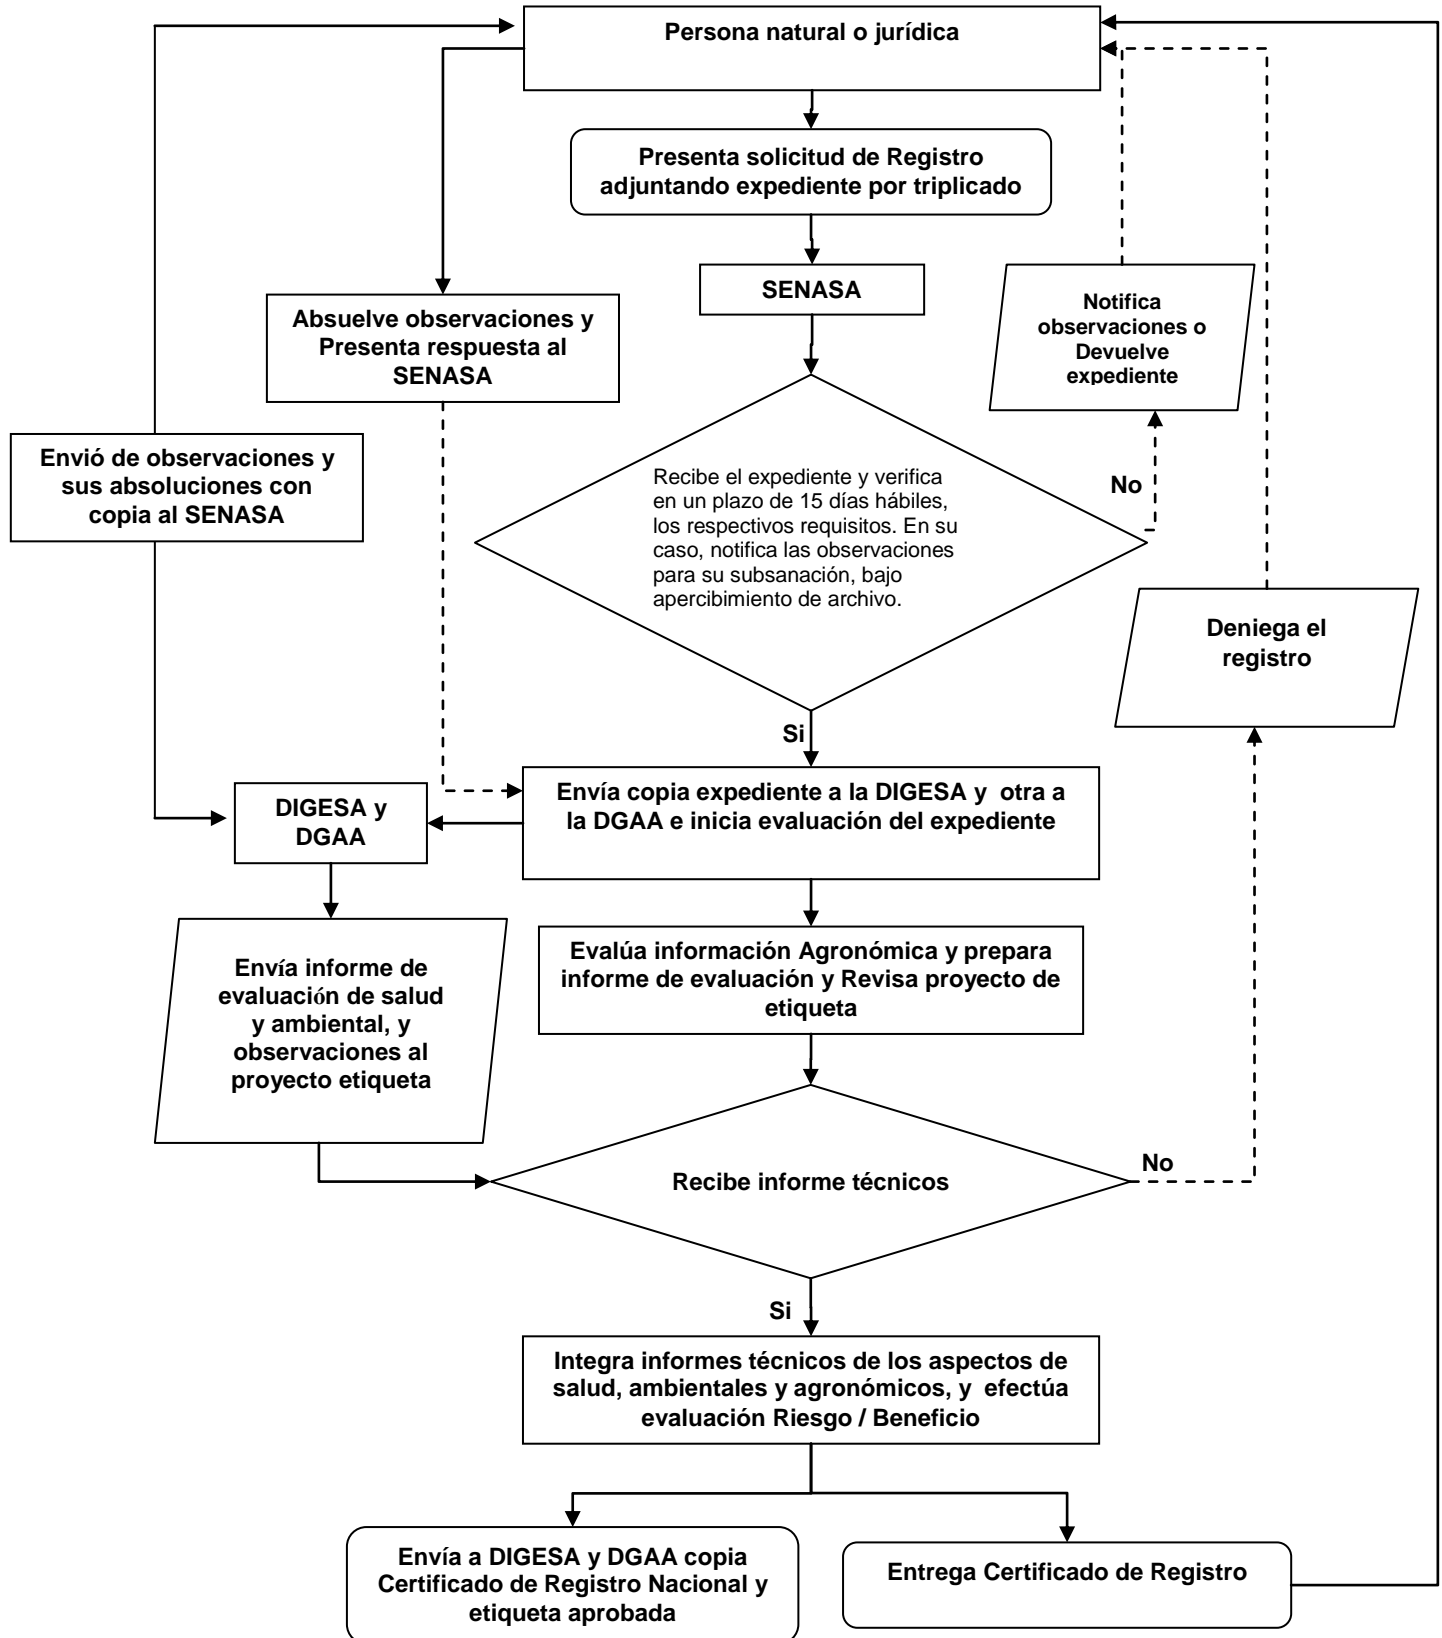 Persona natural o jurídica
Presenta solicitud de Registro
adjuntando expediente por triplicado
SENASA
Notifica
observaciones o
Devuelve
expediente
Absuelve observaciones y
Presenta respuesta al
SENASA
Envió de observaciones y
sus absoluciones con
copia al SENASA
Recibe el expediente y verifica
en un plazo de 15 días hábiles,
los respectivos requisitos. En su
caso, notifica las observaciones
para su subsanación, bajo
apercibimiento de archivo.
No
Deniega el
registro
Si
Envía copia expediente a la DIGESA y otra a
la DGAA e inicia evaluación del expediente
DIGESA y
DGAA
Evalúa información Agronómica y prepara
informe de evaluación y Revisa proyecto de
etiqueta
Envía informe de
evaluación de salud
y ambiental, y
observaciones al
proyecto etiqueta
Recibe informe técnicos
No
Si
Integra informes técnicos de los aspectos de
salud, ambientales y agronómicos, y efectúa
evaluación Riesgo / Beneficio
Envía a DIGESA y DGAA copia
Certificado de Registro Nacional y
etiqueta aprobada
Entrega Certificado de Registro